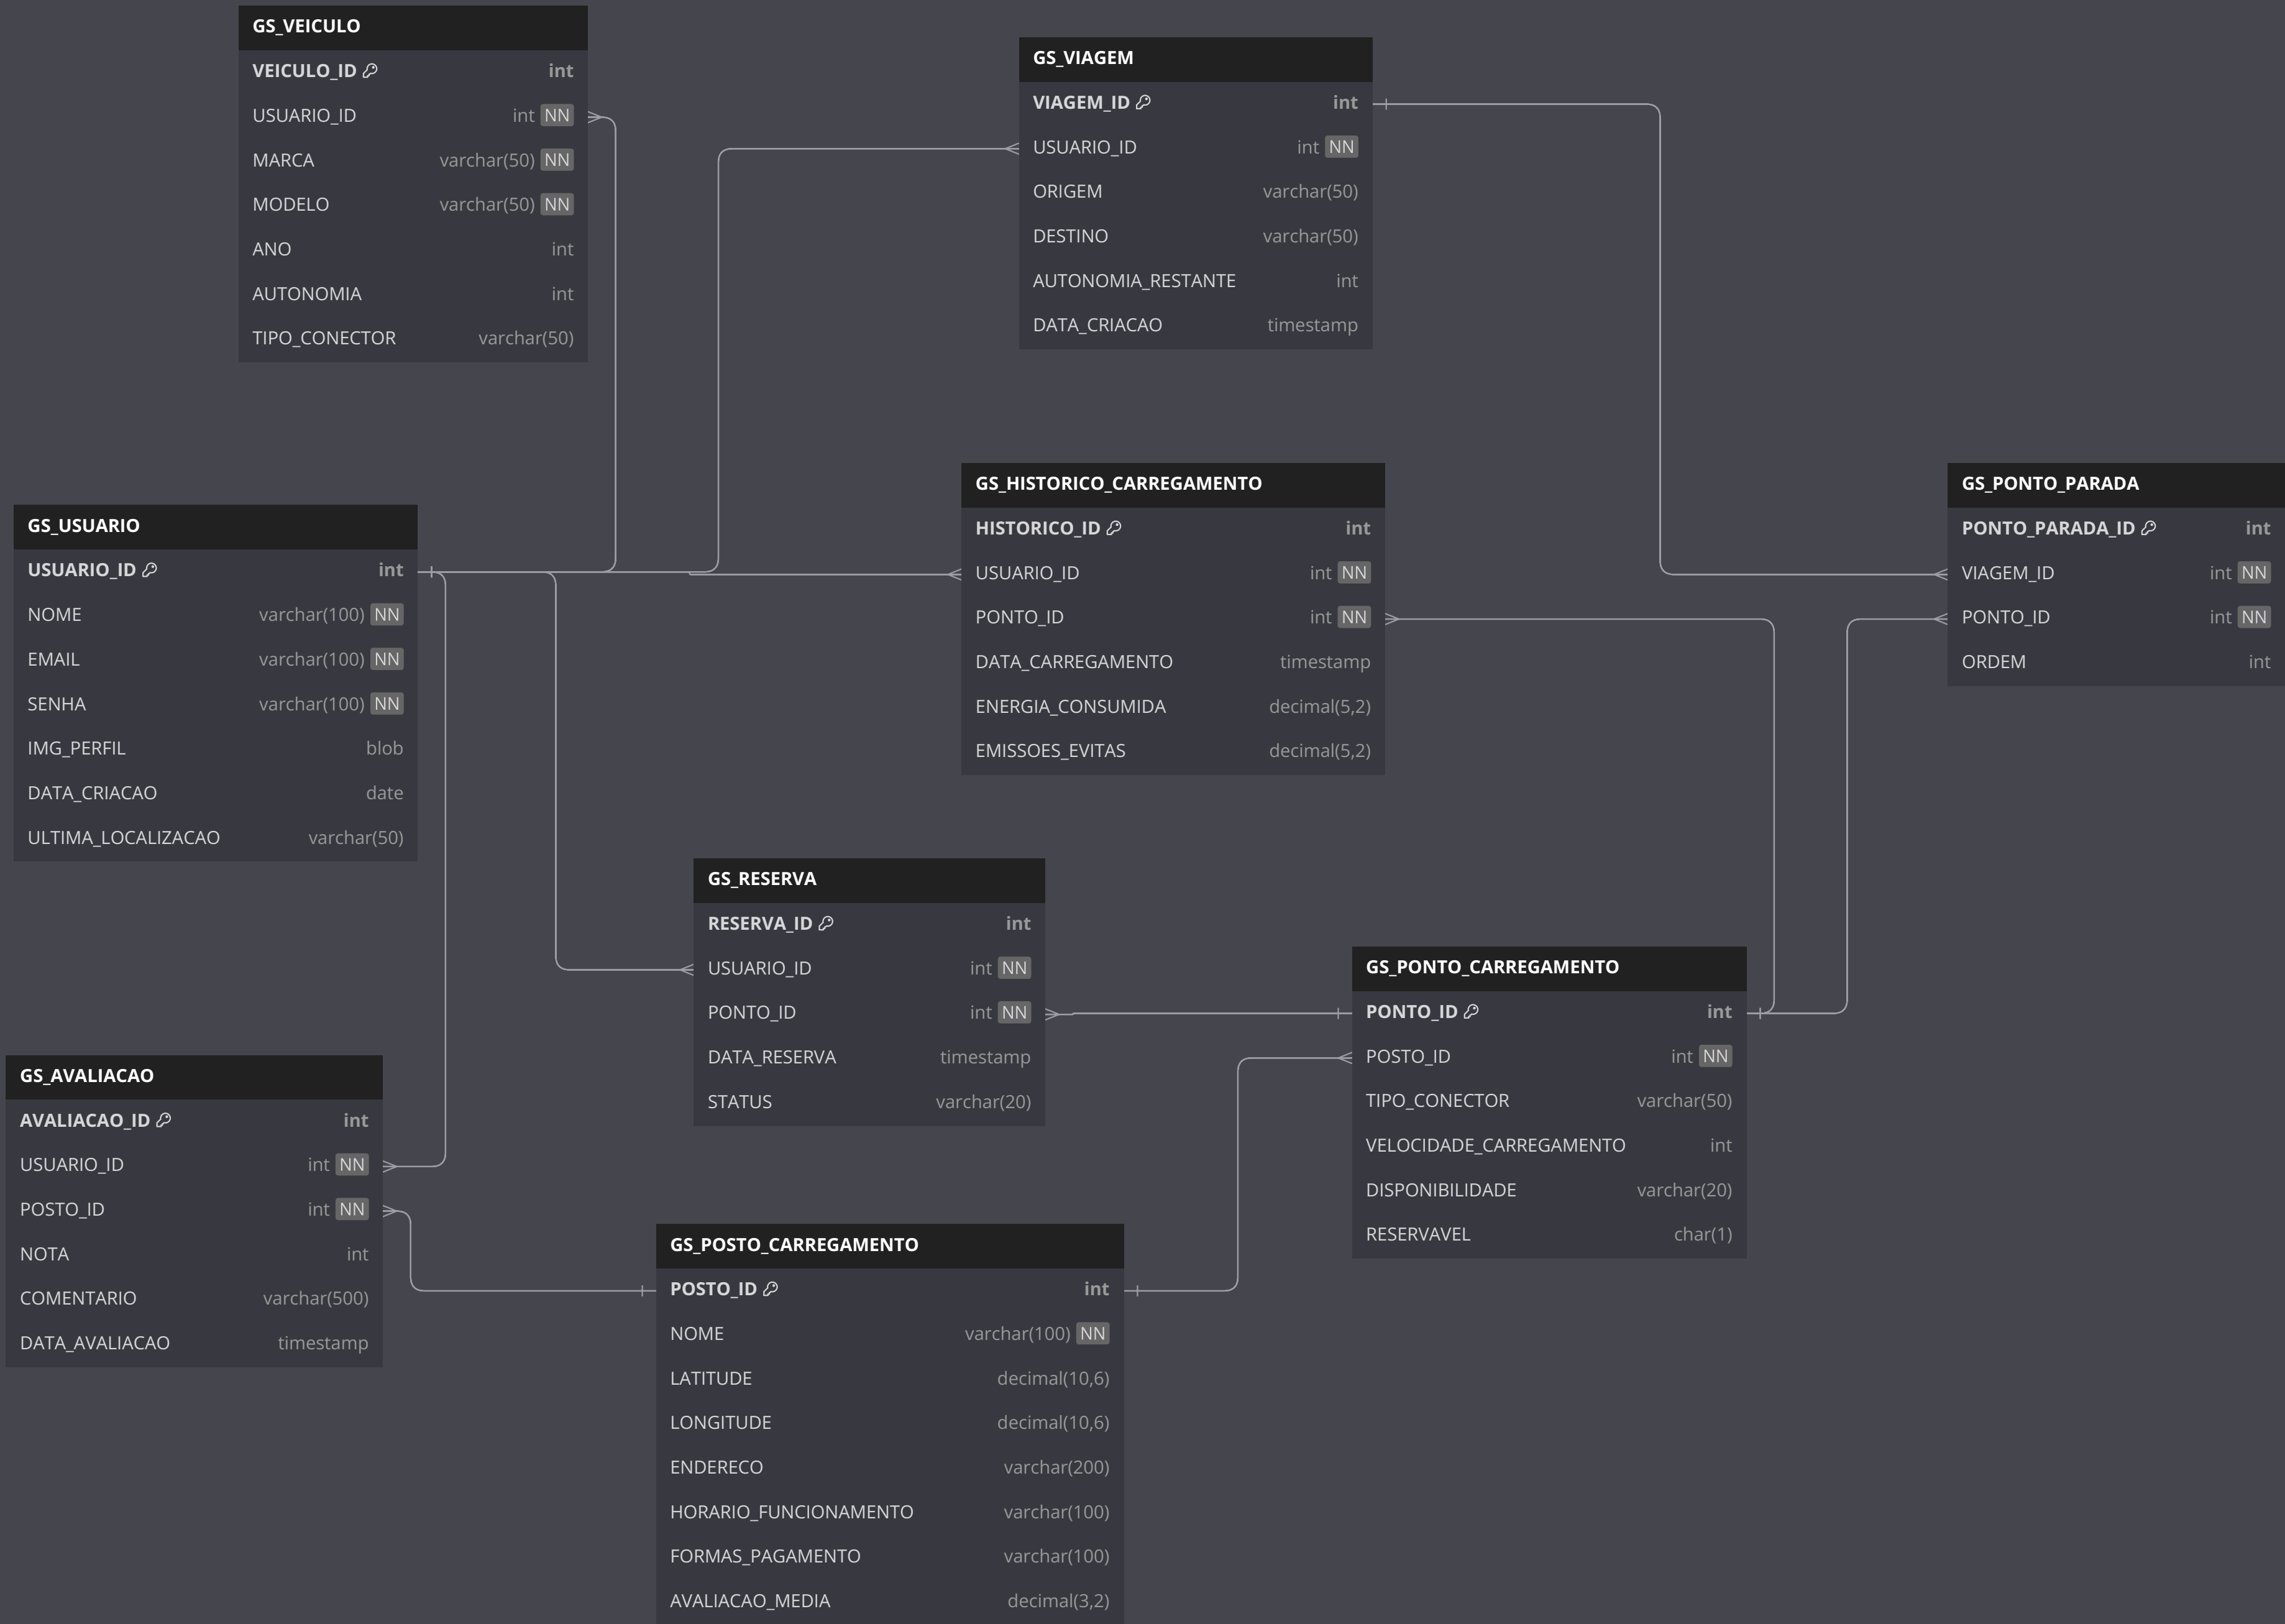 GS_VEICULO
VEICULO_ID int
USUARIO_ID int NN
MARCA varchar(50) NN
MODELO varchar(50) NN
ANO int
AUTONOMIA int
TIPO_CONECTOR varchar(50)
GS_VIAGEM
VIAGEM_ID int
USUARIO_ID int NN
ORIGEM varchar(50)
DESTINO varchar(50)
AUTONOMIA_RESTANTE int
DATA_CRIACAO timestamp
GS_HISTORICO_CARREGAMENTO
HISTORICO_ID int
USUARIO_ID int NN
PONTO_ID int NN
DATA_CARREGAMENTO timestamp
ENERGIA_CONSUMIDA decimal(5,2)
EMISSOES_EVITAS decimal(5,2)
GS_PONTO_PARADA
PONTO_PARADA_ID int
VIAGEM_ID int NN
PONTO_ID int NN
ORDEM int
GS_USUARIO
USUARIO_ID int
NOME varchar(100) NN
EMAIL varchar(100) NN
SENHA varchar(100) NN
IMG_PERFIL blob
DATA_CRIACAO date
ULTIMA_LOCALIZACAO varchar(50)
GS_RESERVA
RESERVA_ID int
USUARIO_ID int NN
PONTO_ID int NN
DATA_RESERVA timestamp
STATUS varchar(20)
GS_PONTO_CARREGAMENTO
PONTO_ID int
POSTO_ID int NN
TIPO_CONECTOR varchar(50)
VELOCIDADE_CARREGAMENTO int
DISPONIBILIDADE varchar(20)
RESERVAVEL char(1)
GS_AVALIACAO
AVALIACAO_ID int
USUARIO_ID int NN
POSTO_ID int NN
NOTA int
COMENTARIO varchar(500)
DATA_AVALIACAO timestamp
GS_POSTO_CARREGAMENTO
POSTO_ID int
NOME varchar(100) NN
LATITUDE decimal(10,6)
LONGITUDE decimal(10,6)
ENDERECO varchar(200)
HORARIO_FUNCIONAMENTO varchar(100)
FORMAS_PAGAMENTO varchar(100)
AVALIACAO_MEDIA decimal(3,2)